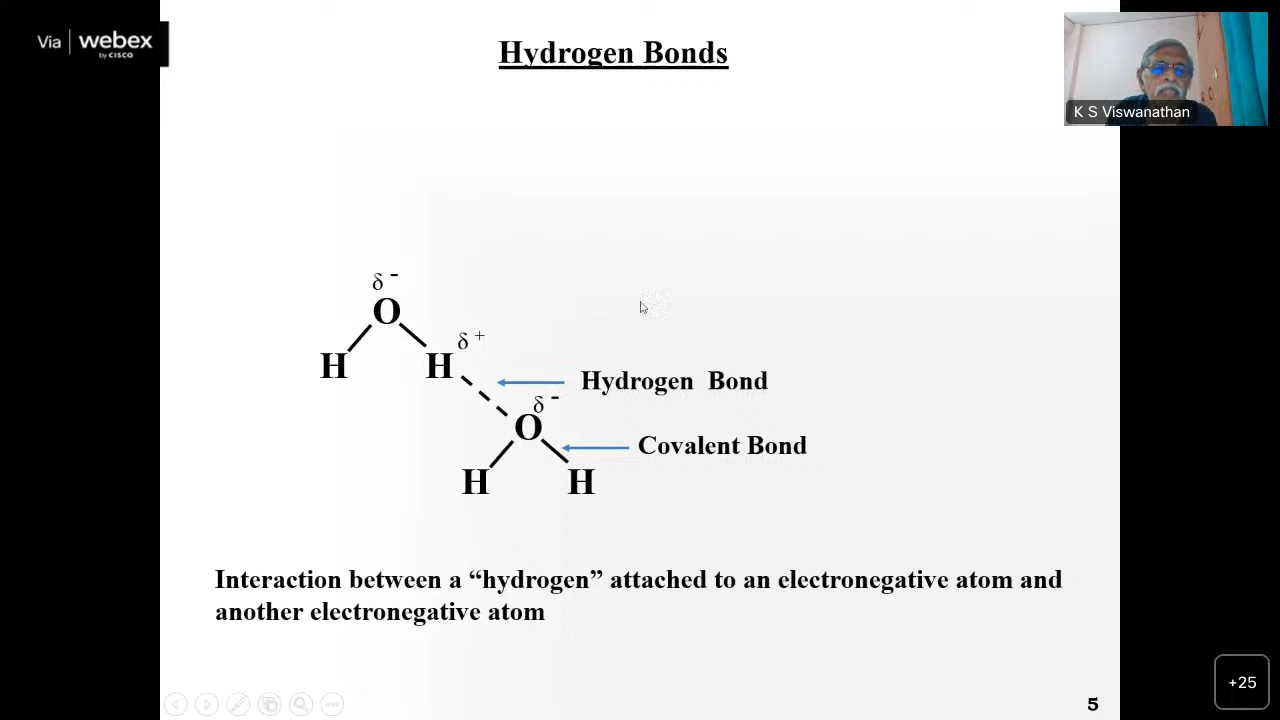 Via webex
by CISCO
Hydrogen Bonds
K S Viswanathan
δ -
O
H H δ +
Hydrogen Bond
δ -
O
Covalent Bond
H H
Interaction between a “hydrogen” attached to an electronegative atom and
another electronegative atom
+25
5